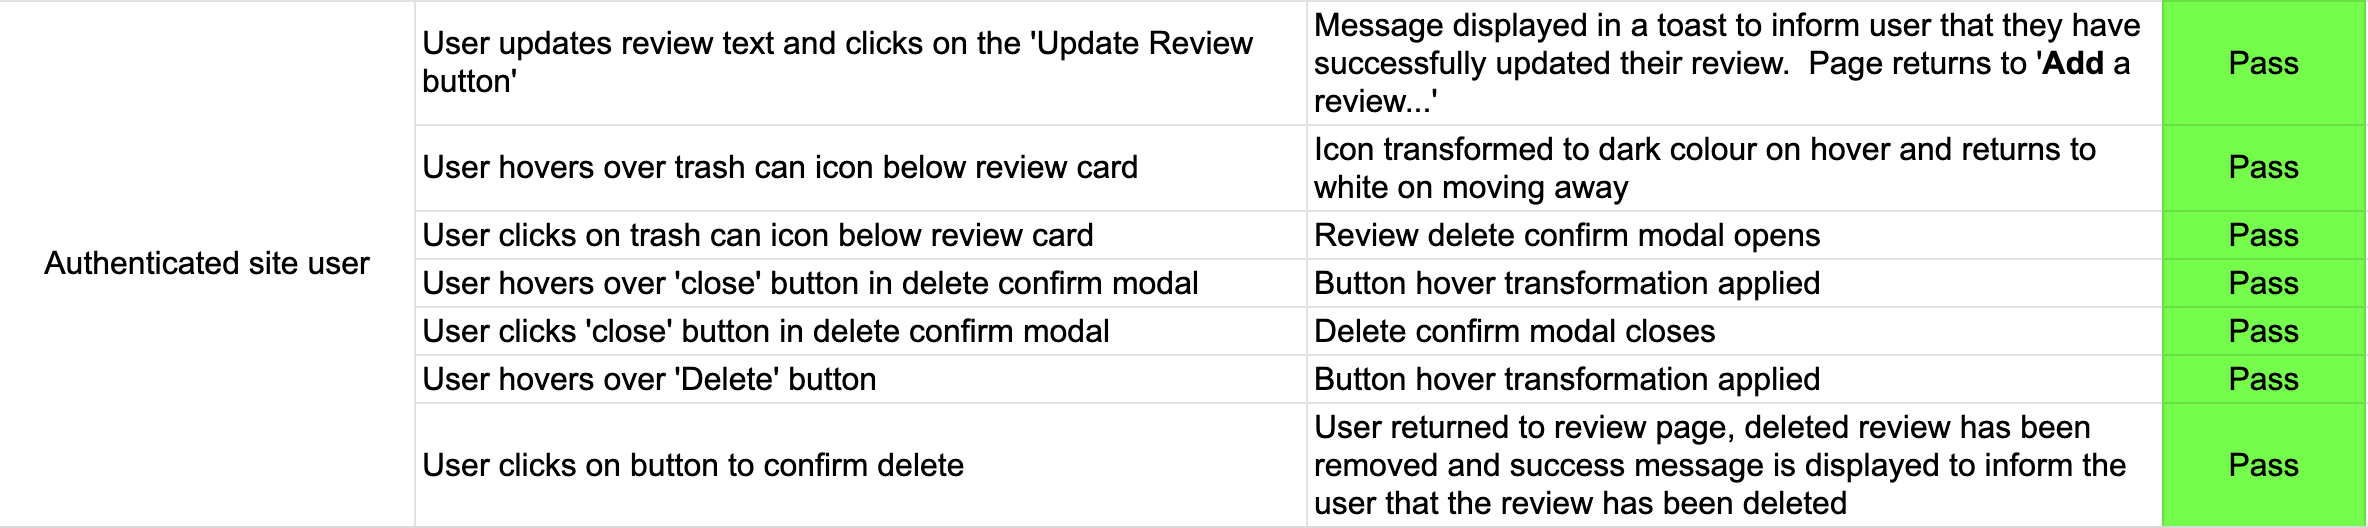 User updates review text and clicks on the 'Update Review
button'
Message displayed in a toast to inform user that they have
successfully updated their review.  Page returns to 'Add a
review...'
Pass
User hovers over trash can icon below review card
Icon transformed to dark colour on hover and returns to
white on moving away
Pass
Authenticated site user
User clicks on trash can icon below review card
Review delete confirm modal opens
Pass
User hovers over 'close' button in delete confirm modal
Button hover transformation applied
Pass
User clicks 'close' button in delete confirm modal
Delete confirm modal closes
Pass
User hovers over 'Delete' button
Button hover transformation applied
Pass
User clicks on button to confirm delete
User returned to review page, deleted review has been
removed and success message is displayed to inform the
user that the review has been deleted
Pass